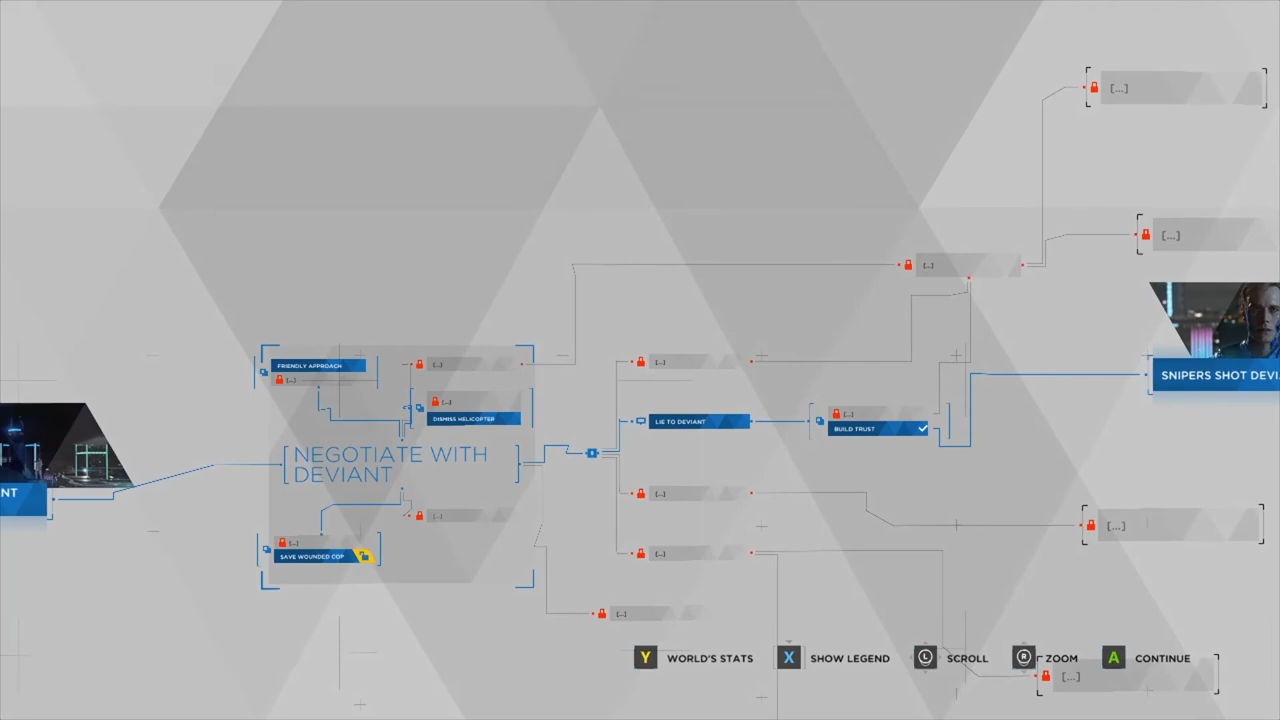 [...]
[...]
[...]
FRIENDLY APPROACH
[...]
[...]
[...]
DISMISS HELICOPTER
NEGOTIATE WITH
DEVIANT
[...]
[...]
SAVE WOUNDED COP
NT
[...]
LIE TO DEVIANT
[...]
BUILD TRUST
SNIPERS SHOT DEVI
[...]
[...]
[...]
[...]
[...]
Y WORLD'S STATS
X SHOW LEGEND
L SCROLL
R ZOOM
A CONTINUE